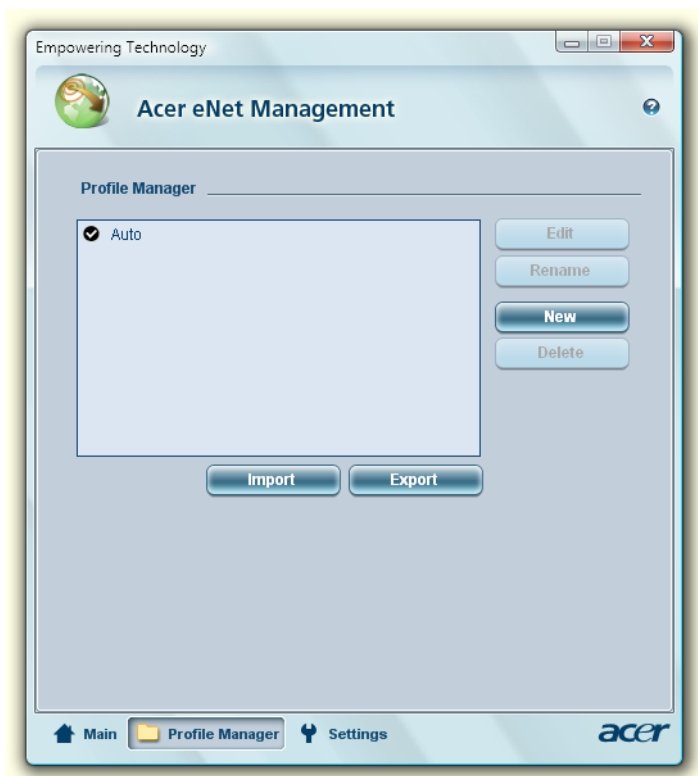 Empowering Technology
Acer eNet Management
Profile Manager
Auto
Edit
Rename
New
Delete
Import
Export
Main
Profile Manager
Settings
acer